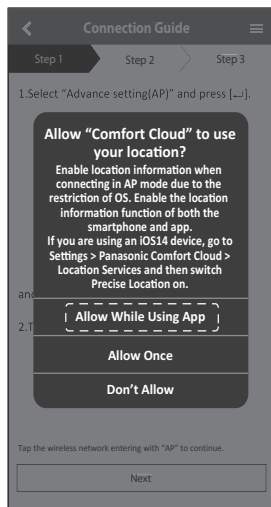 Connection Guide
Step 1
Step 2
Step 3
1.Select “Advance setting(AP)” and press [↵].
Allow “Comfort Cloud” to use
your location?
Enable location information when
connecting in AP mode due to the
restriction of OS. Enable the location
information function of both the
smartphone and app.
If you are using an iOS14 device, go to
Settings > Panasonic Comfort Cloud >
Location Services and then switch
Precise Location on.
an
Allow While Using App
2.T
Allow Once
Don’t Allow
Tap the wireless network entering with “AP” to continue.
Next